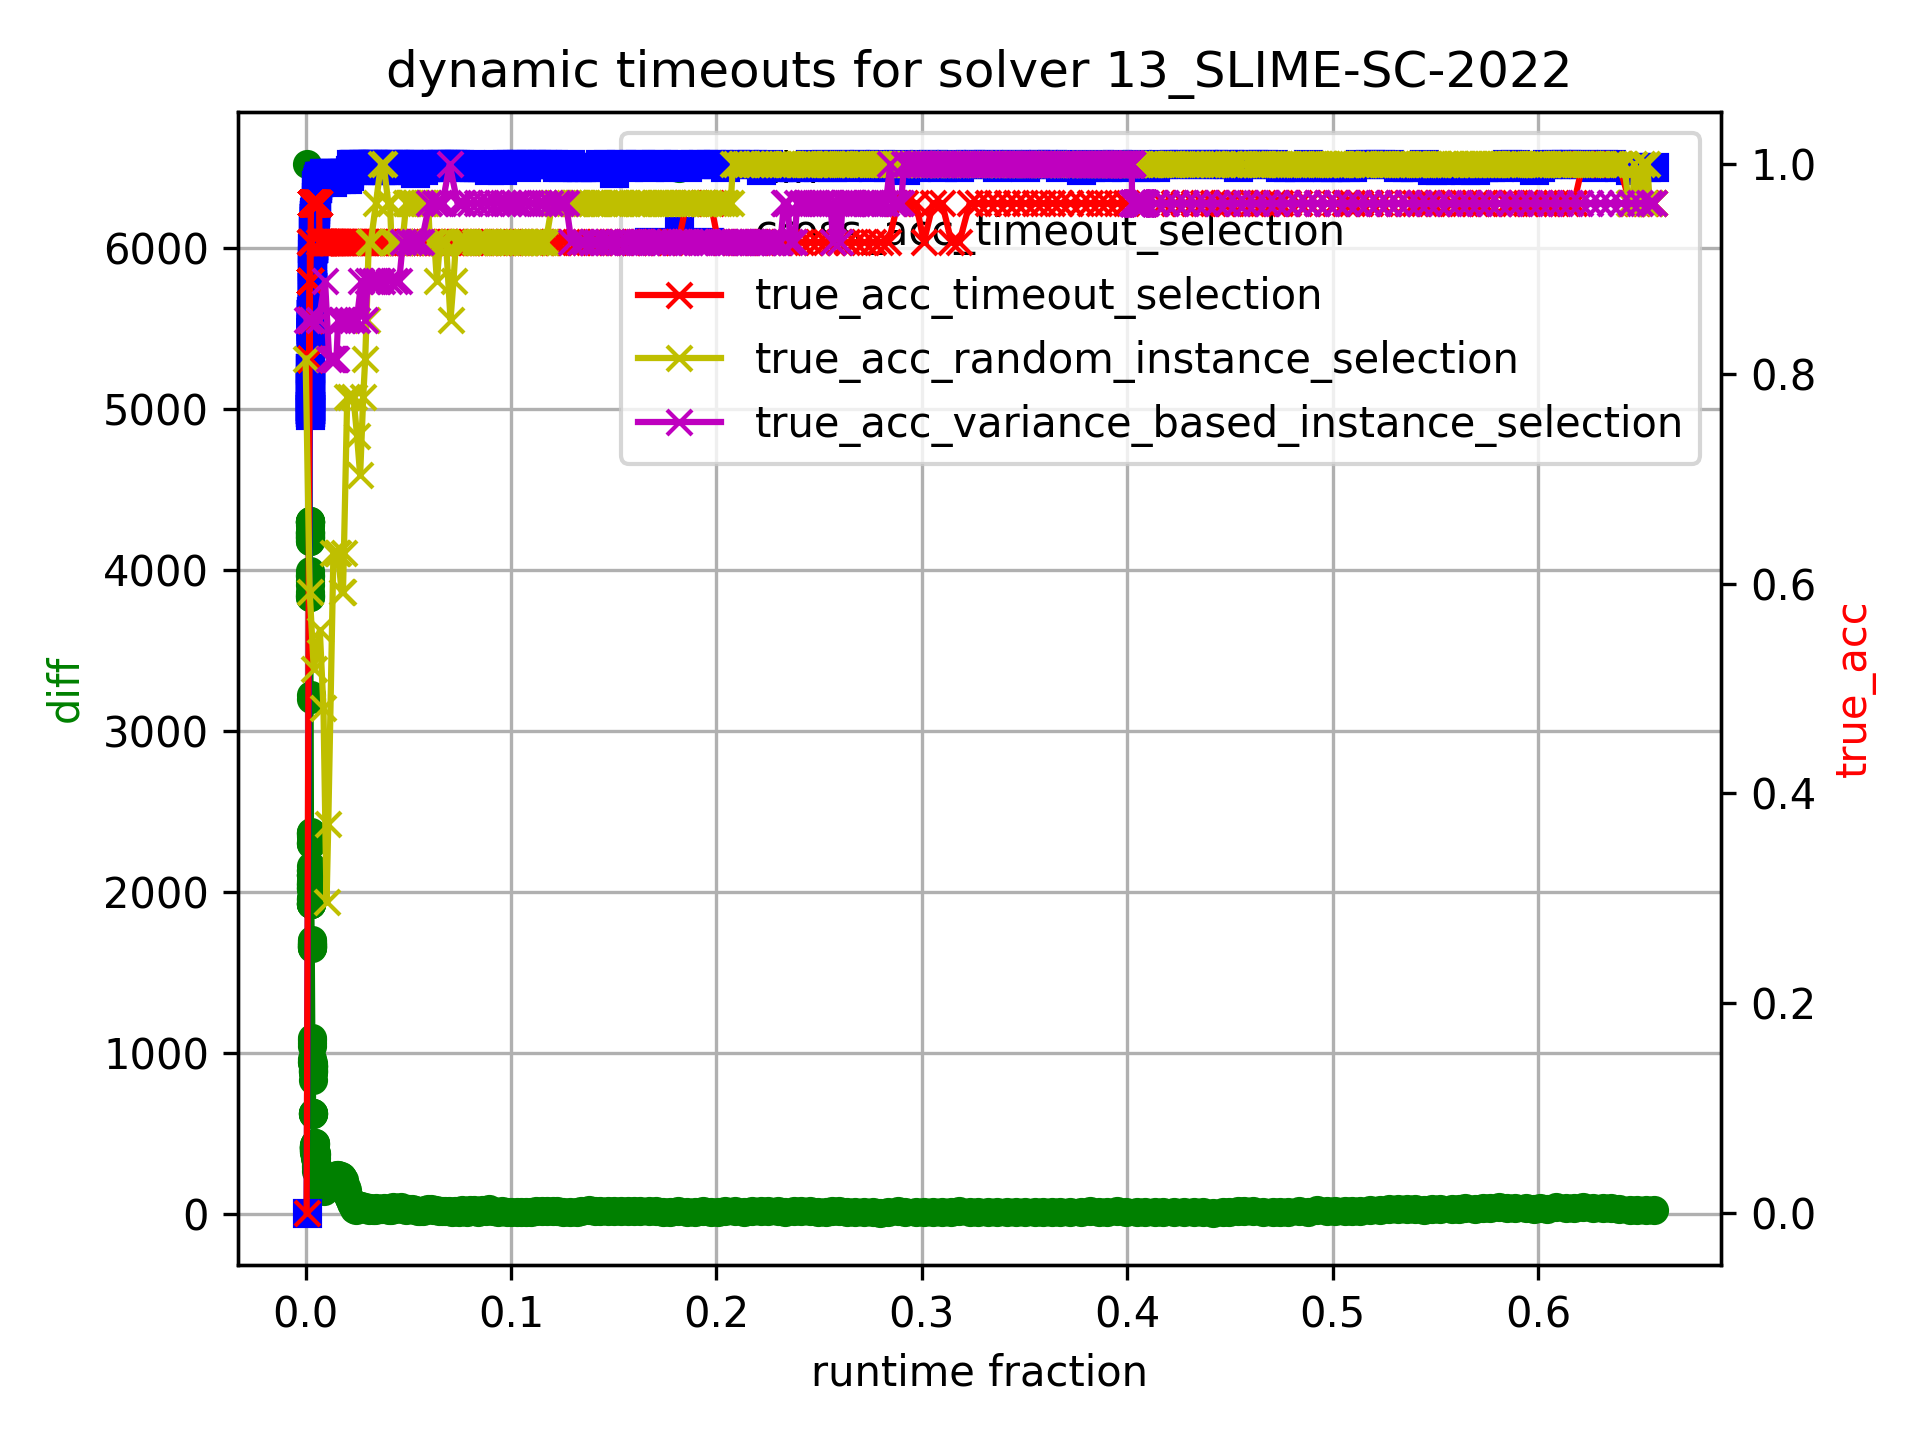 dynamic timeouts for solver 13_SLIME-SC-2022
cross_acc_timeout_selection
true_acc_timeout_selection
true_acc_random_instance_selection
true_acc_variance_based_instance_selection
6000
5000
4000
3000
2000
1000
0
diff
1.0
0.8
0.6
0.4
0.2
0.0
true_acc
0.0 0.1 0.2 0.3 0.4 0.5 0.6
runtime fraction